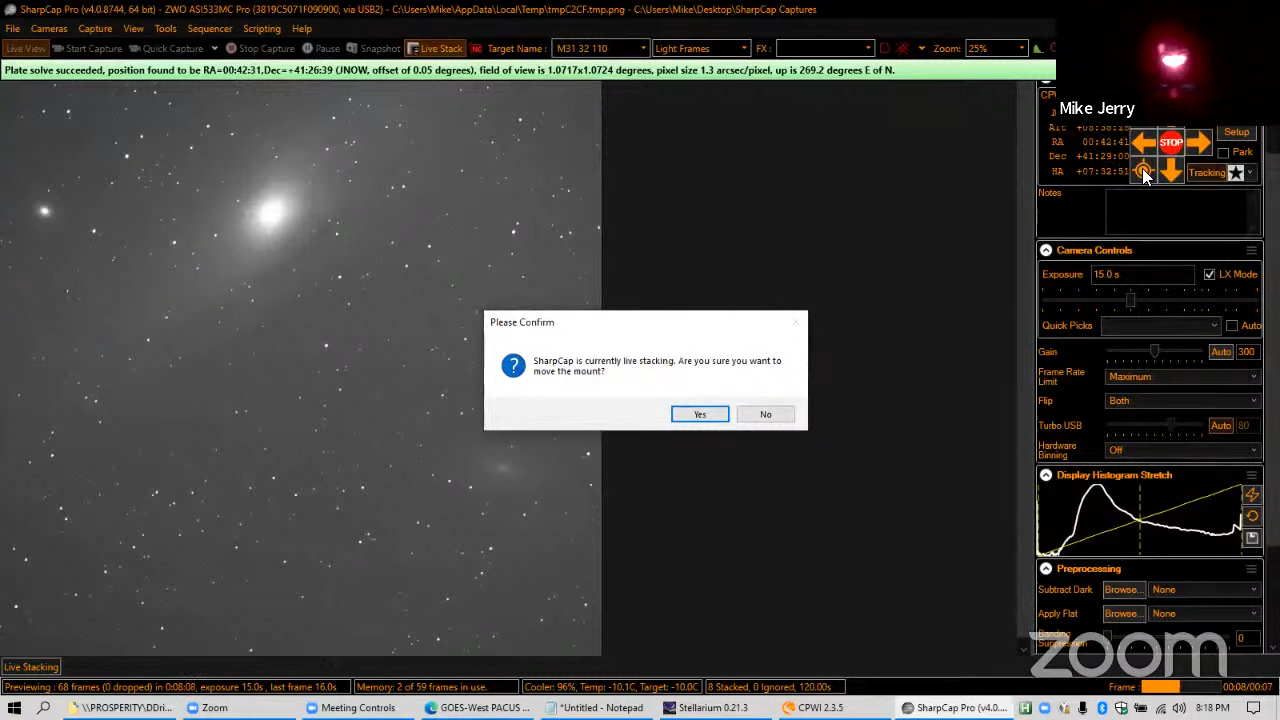 SharpCap Pro (v4.0.8744, 64 bit) - ZWO ASI533MC Pro (3819C5071F090900, via USB2) - C:\Users\Mike\AppData\Local\Temp\tmpC2CF.tmp.png - C:\Users\Mike\Desktop\SharpCap Captures
File Cameras Capture View Tools Sequencer Scripting Help
Live View Start Capture Quick Capture Stop Capture Pause Snapshot Live Stack Target Name : M31 32 110 Light Frames FX : Zoom: 25%
Plate solve succeeded, position found to be RA=00:42:31,Dec=+41:26:39 (JNOW, offset of 0.05 degrees), field of view is 1.0717x1.0724 degrees, pixel size 1.3 arcsec/pixel, up is 269.2 degrees E of N.
Mike Jerry
Setup
RA 00:42:41 STOP Park
Dec +41:29:00
HA +07:32:51 Tracking
Notes
Camera Controls
Exposure 15.0 s LX Mode
Quick Picks Auto
Gain Auto 300
Frame Rate Limit Maximum
Flip Both
Turbo USB Auto 80
Hardware Binning Off
Display Histogram Stretch
Preprocessing
Subtract Dark Browse... None
Apply Flat Browse... None
Banding Suppression 0
Please Confirm
SharpCap is currently live stacking. Are you sure you want to
move the mount?
Yes No
zoom
Live Stacking
Previewing : 68 frames (0 dropped) in 0:08:08, exposure 15.0s , last frame 16.0s Memory: 2 of 59 frames in use. Cooler: 96%, Temp: -10.1C, Target: -10.0C 8 Stacked, 0 Ignored, 120.00s Frame : 00:08/00:07
\\PROSPERITY\DDri... Zoom Meeting Controls GOES-West PACUS ... *Untitled - Notepad Stellarium 0.21.3 CPWI 2.3.5 SharpCap Pro (v4.0.... 8:18 PM